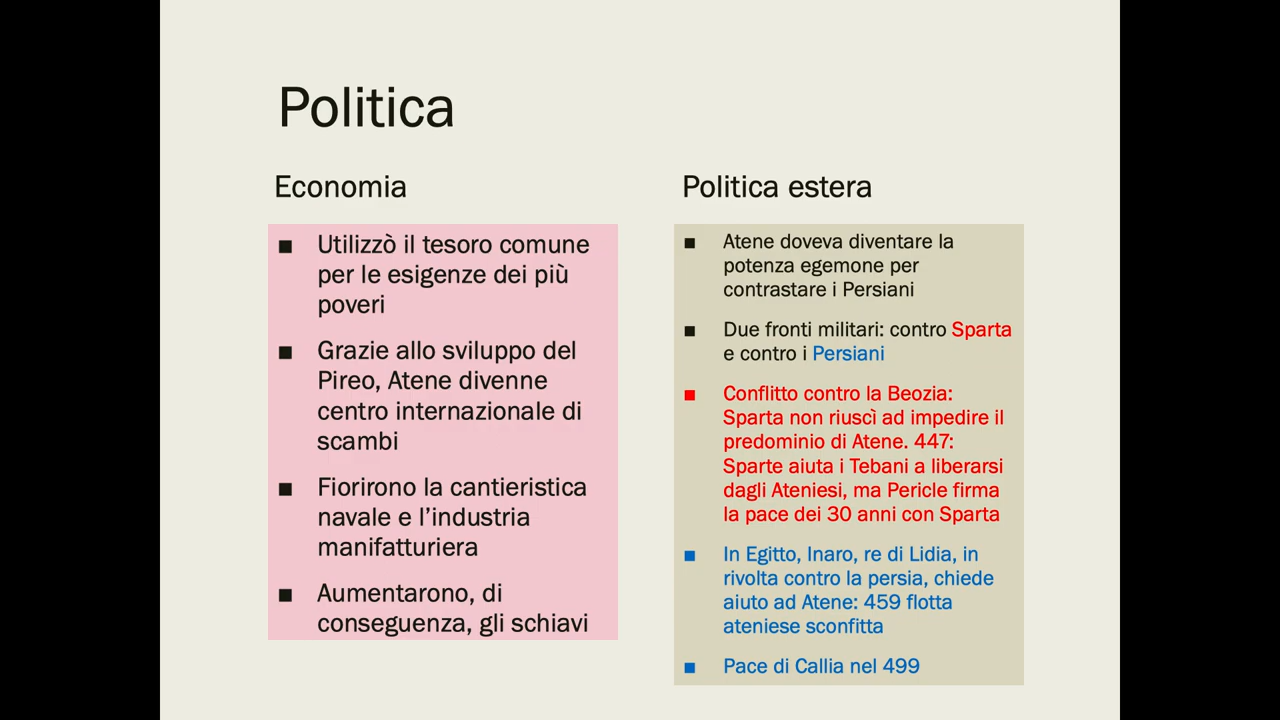 Politica
Economia
■ Utilizzò il tesoro comune
per le esigenze dei più
poveri
■ Grazie allo sviluppo del
Pireo, Atene divenne
centro internazionale di
scambi
■ Fiorirono la cantieristica
navale e l’industria
manifatturiera
■ Aumentarono, di
conseguenza, gli schiavi
Politica estera
■ Atene doveva diventare la
potenza egemone per
contrastare i Persiani
■ Due fronti militari: contro Sparta
e contro i Persiani
■ Conflitto contro la Beozia:
Sparta non riuscì ad impedire il
predominio di Atene. 447:
Sparte aiuta i Tebani a liberarsi
dagli Ateniesi, ma Pericle firma
la pace dei 30 anni con Sparta
■ In Egitto, Inaro, re di Lidia, in
rivolta contro la persia, chiede
aiuto ad Atene: 459 flotta
ateniese sconfitta
■ Pace di Callia nel 499